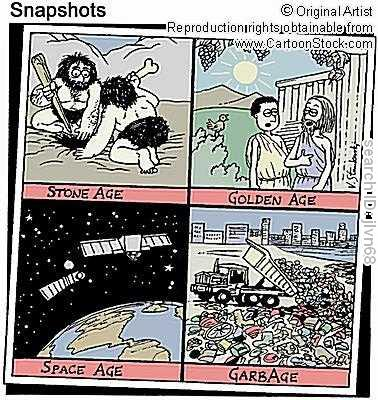 Snapshots
© Original Artist
Reproduction rights obtainable from
www.CartoonStock.com
STONE AGE
GOLDEN AGE
SPACE AGE
GARBAGE